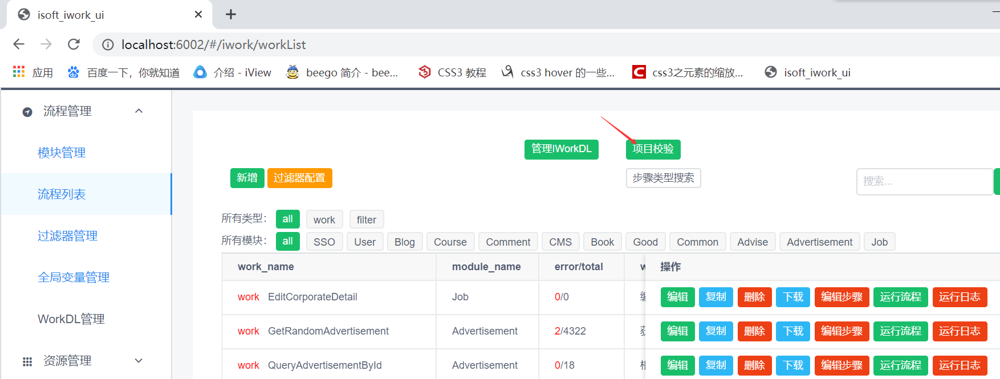 isoft_iwork_ui
localhost:6002/#/iwork/workList
应用 百度一下，你就知道 介绍 - iView beego 简介 - bee... CSS3 教程 css3 hover 的一些... css3之元素的缩放... isoft_iwork_ui
流程管理
模块管理
流程列表
过滤器管理
全局变量管理
WorkDL管理
资源管理
管理IWorkDL 项目校验
新增 过滤器配置 步骤类型搜索 搜索...
所有类型： all work filter
所有模块： all SSO User Blog Course Comment CMS Book Good Common Advise Advertisement Job
work_name module_name error/total 操作
work EditCorporateDetail Job 0/0 编辑 复制 删除 下载 编辑步骤 运行流程 运行日志
work GetRandomAdvertisement Advertisement 2/4322 编辑 复制 删除 下载 编辑步骤 运行流程 运行日志
work QueryAdvertisementById Advertisement 0/18 编辑 复制 删除 下载 编辑步骤 运行流程 运行日志